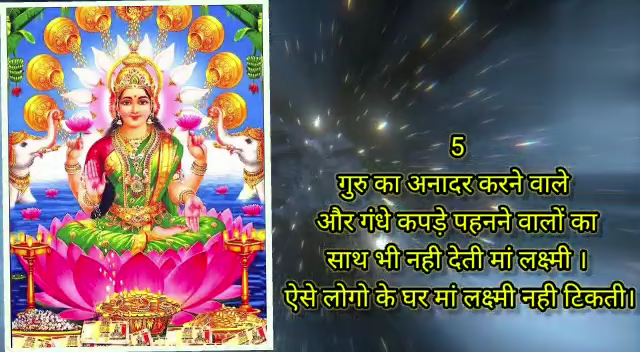 5
गुरु का अनादर करने वाले
और गंधे कपड़े पहनने वालों का
साथ भी नही देती मां लक्ष्मी ।
ऐसे लोगो के घर मां लक्ष्मी नही टिकती।